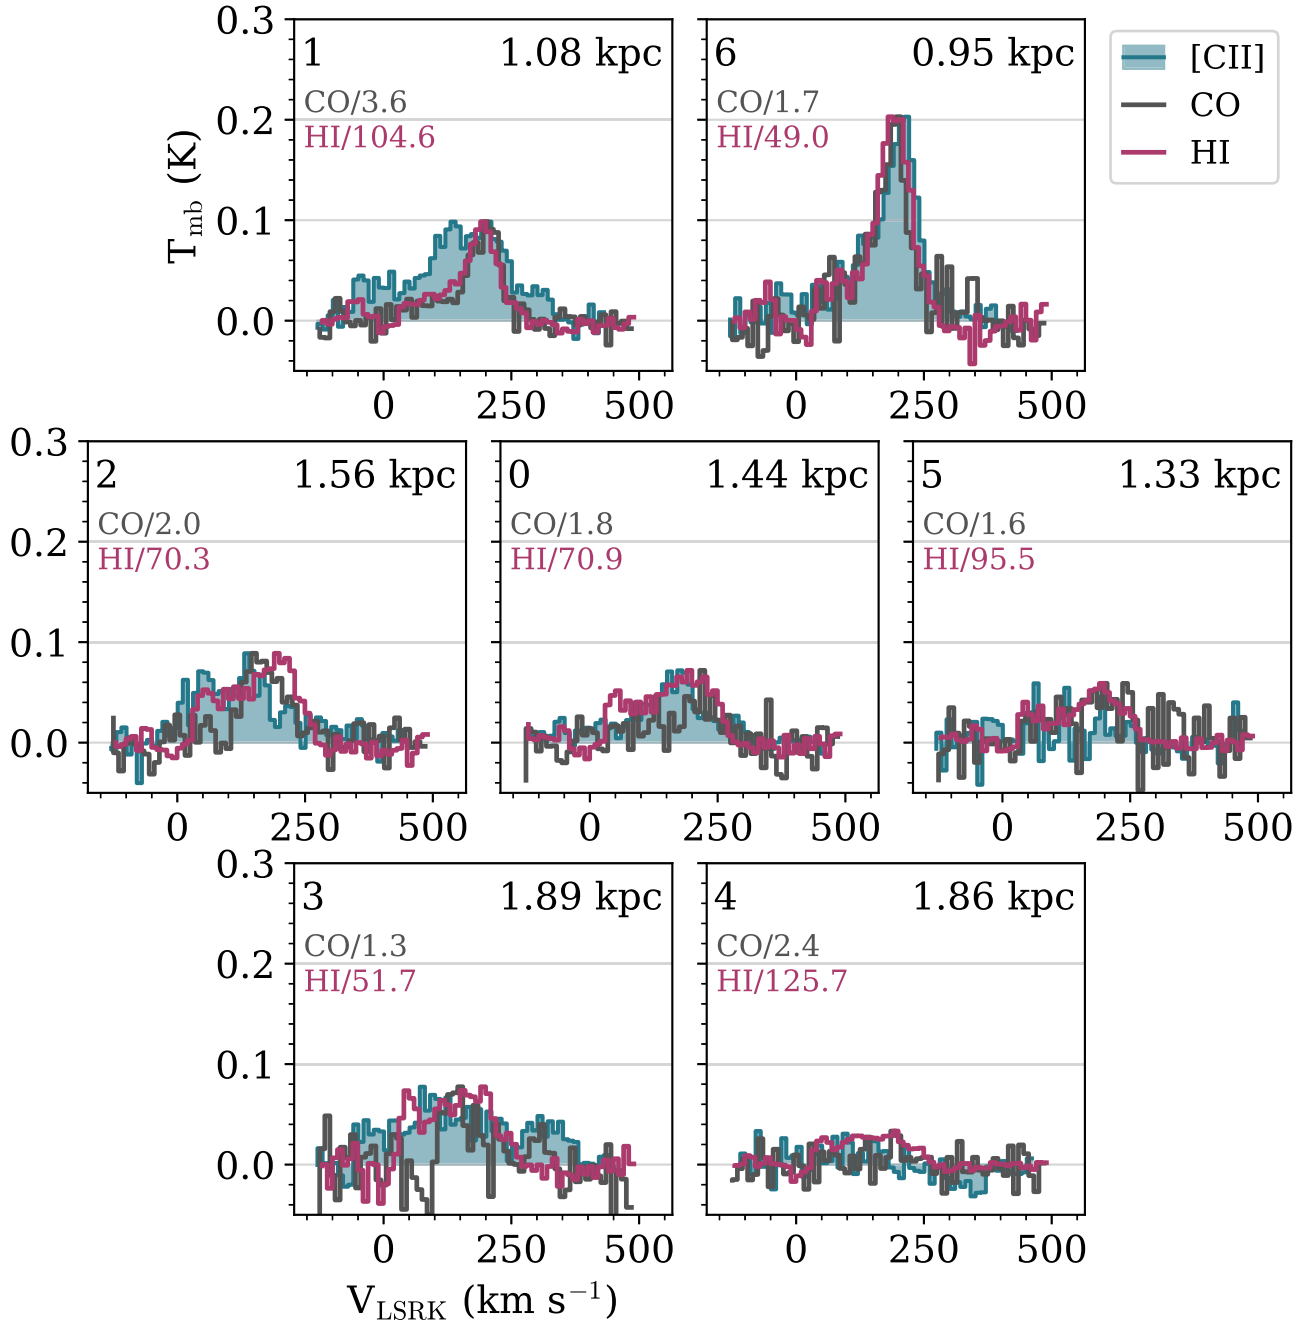 [CII]
CO
HI
T_mb (K)
0.3
0.2
0.1
0.0
1 1.08 kpc
CO/3.6
HI/104.6
0 250 500
6 0.95 kpc
CO/1.7
HI/49.0
0 250 500
0.3
0.2
0.1
0.0
2 1.56 kpc
CO/2.0
HI/70.3
0 250 500
0 1.44 kpc
CO/1.8
HI/70.9
0 250 500
5 1.33 kpc
CO/1.6
HI/95.5
0 250 500
0.3
0.2
0.1
0.0
3 1.89 kpc
CO/1.3
HI/51.7
0 250 500
4 1.86 kpc
CO/2.4
HI/125.7
0 250 500
V_LSRK (km s⁻¹)